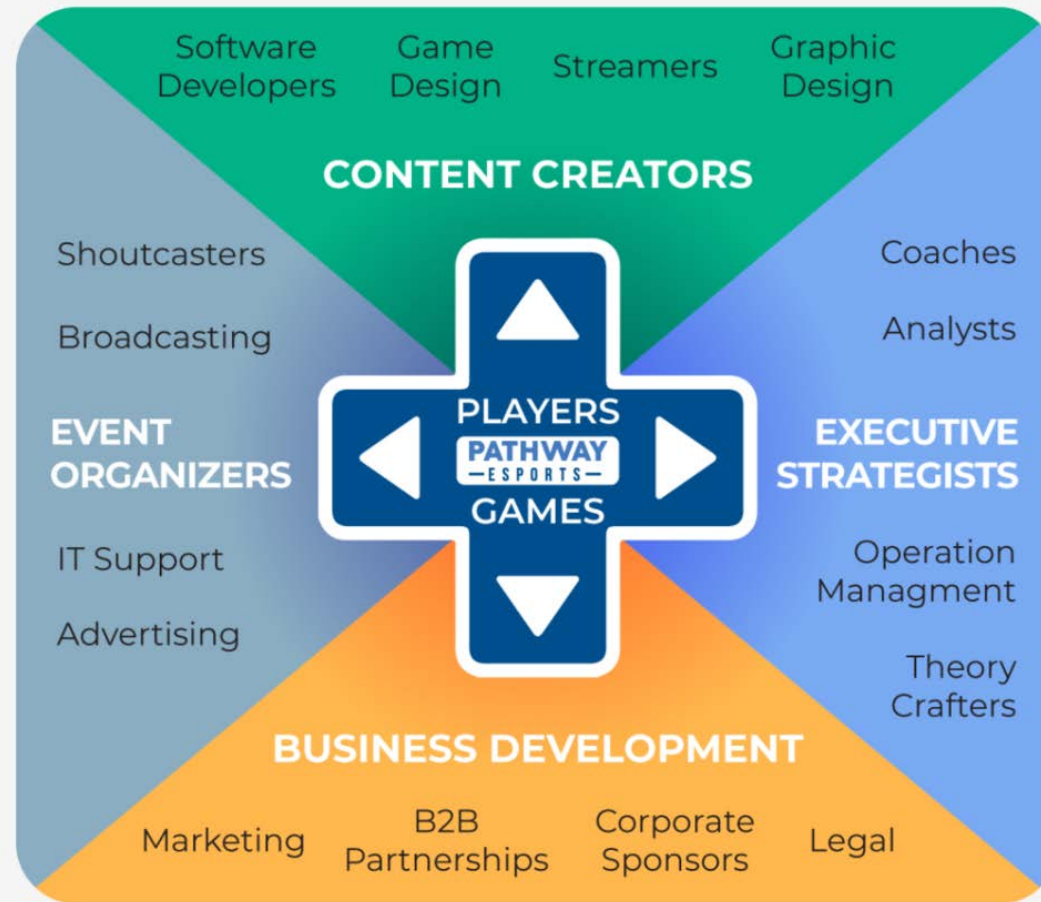 Software
Developers
Game
Design
Streamers
Graphic
Design
CONTENT CREATORS
Shoutcasters
Broadcasting
EVENT
ORGANIZERS
IT Support
Advertising
PLAYERS
PATHWAY
ESPORTS
GAMES
Coaches
Analysts
EXECUTIVE
STRATEGISTS
Operation
Managment
Theory
Crafters
BUSINESS DEVELOPMENT
Marketing
B2B
Partnerships
Corporate
Sponsors
Legal